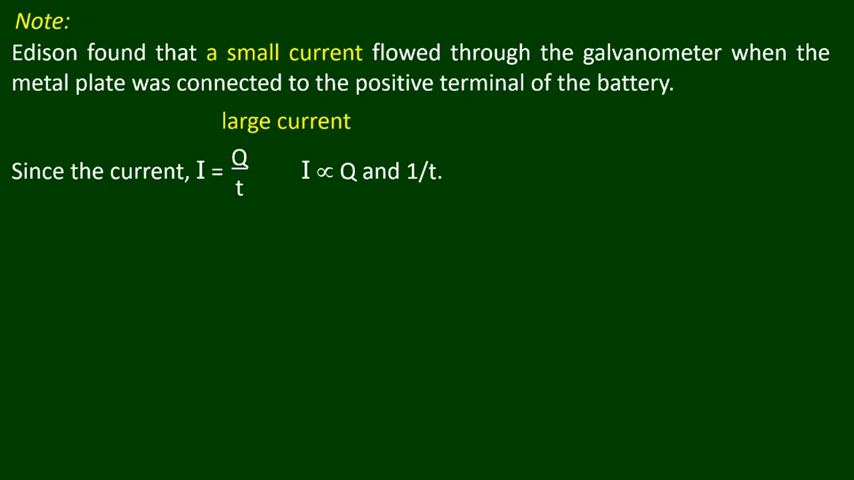 Note:
Edison found that a small current flowed through the galvanometer when the
metal plate was connected to the positive terminal of the battery.
large current
Since the current, I = Q/t I ∝ Q and 1/t.